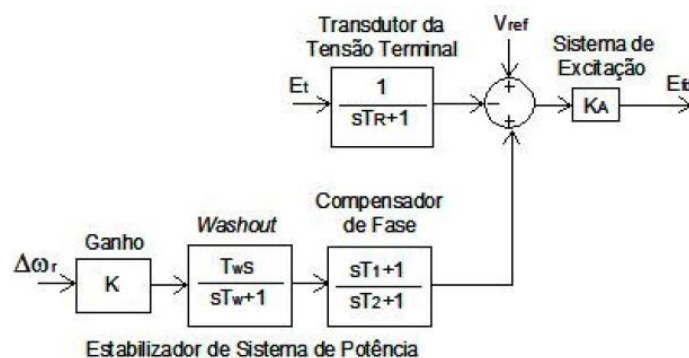 Transdutor da
Tensão Terminal
Vref
Sistema de
Excitação
Et
1
sTR+1
+
−
+
KA
Washout
Compensador
de Fase
Ganho
Δωr
K
TwS
sTw+1
sT1+1
sT2+1
Estabilizador de Sistema de Potência